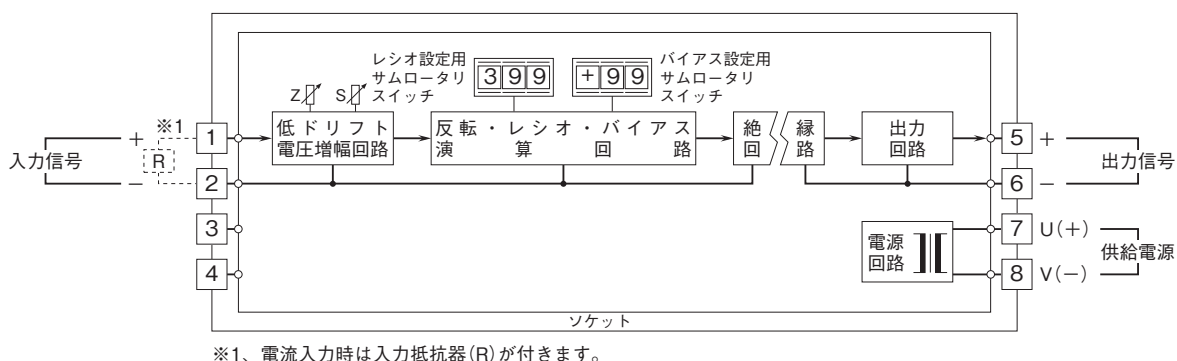 レシオ設定用
サムロータリ
スイッチ
399
+99
バイアス設定用
サムロータリ
スイッチ
Z
S
※1
+
R
−
入力信号
1
2
3
4
低ドリフト
電圧増幅回路
反転・レシオ・バイアス
演算回路
絶縁
回路
出力
回路
5 +
6 −
出力信号
電源
回路
7 U(+)
8 V(−)
供給電源
ソケット
※1、電流入力時は入力抵抗器(R)が付きます。